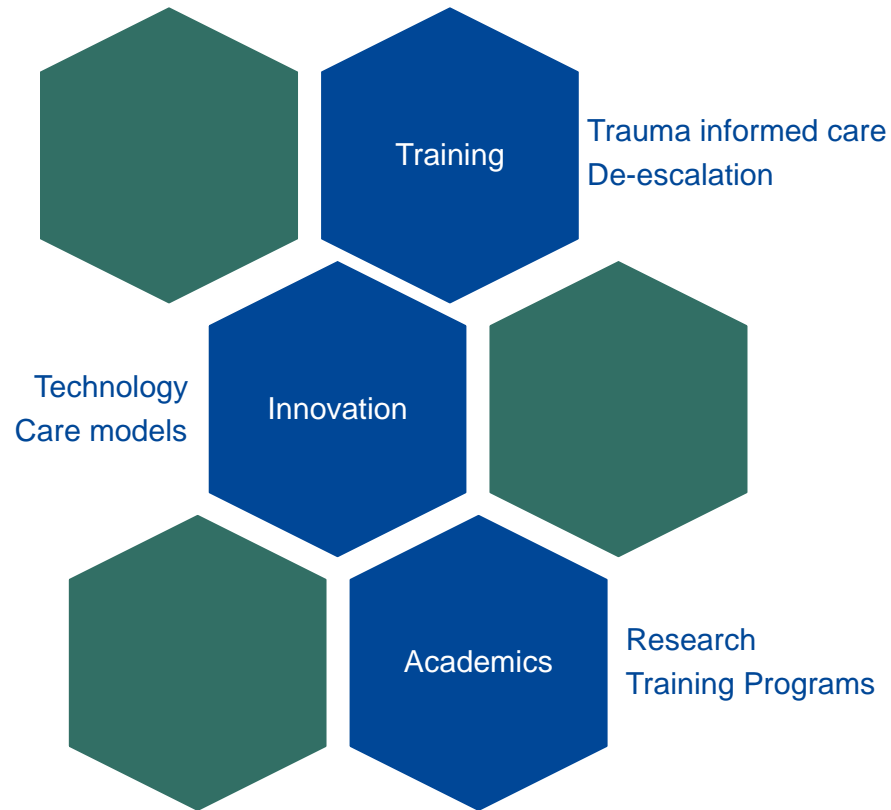 Training
Trauma informed care
De-escalation
Technology
Care models
Innovation
Academics
Research
Training Programs